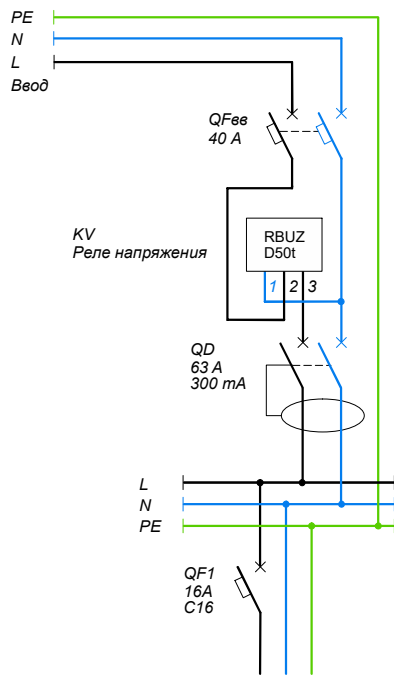 PE
N
L
Ввод
QFвв
40 A
KV
Реле напряжения
RBUZ
D50t
1 2 3
QD
63 A
300 mA
L
N
PE
QF1
16A
C16